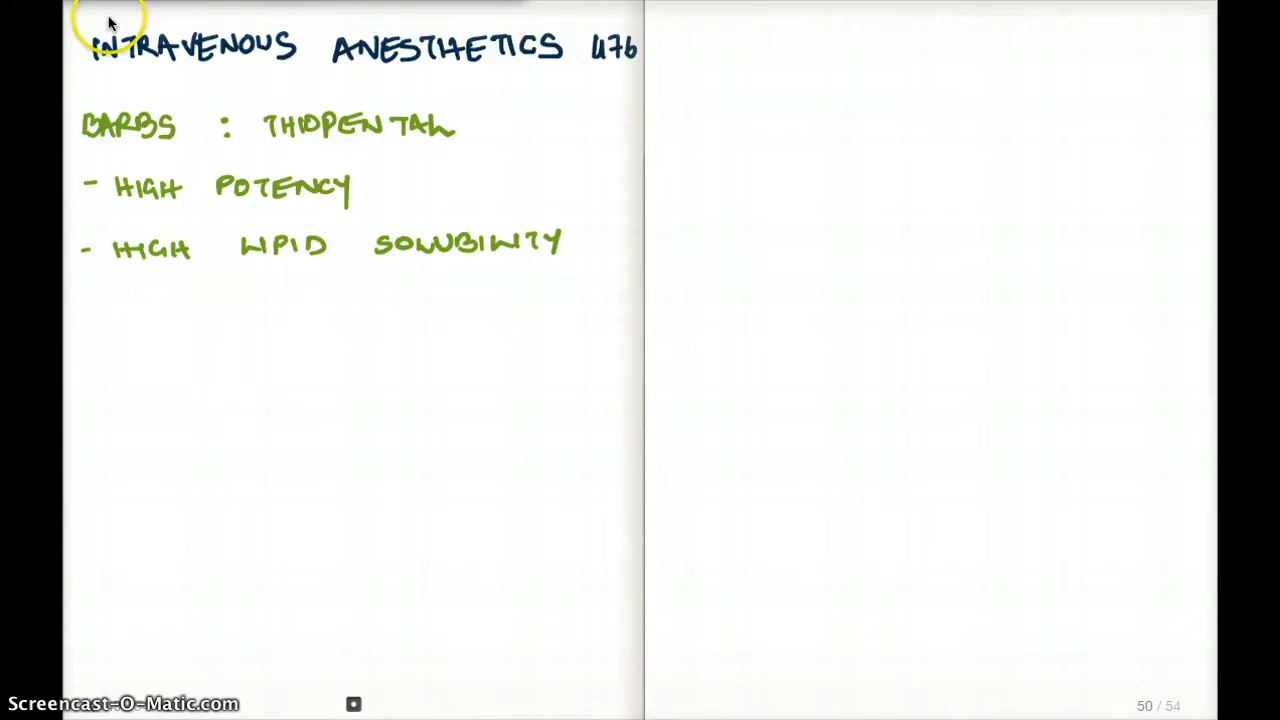 INTRAVENOUS ANESTHETICS 476
BARBS : THIOPENTAL
- HIGH POTENCY
- HIGH LIPID SOLUBILITY
Screencast-O-Matic.com
50 / 54